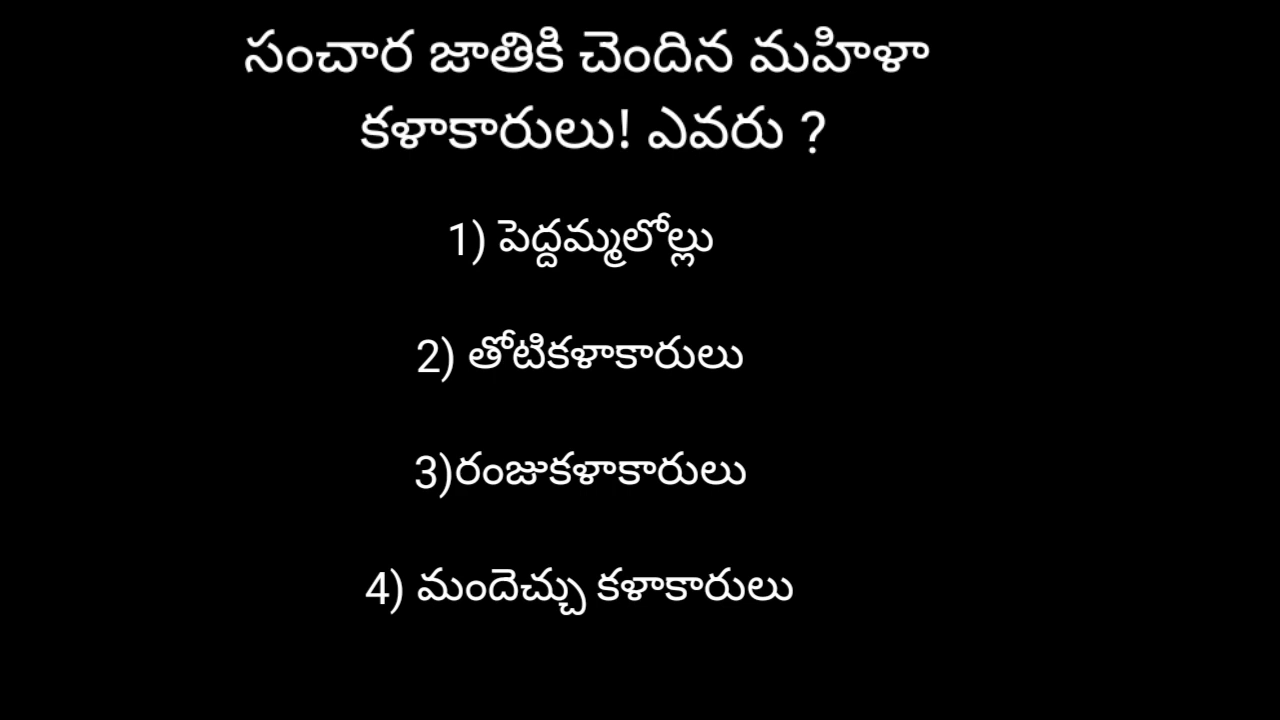 సంచార జాతికి చెందిన మహిళా
కళాకారులు! ఎవరు ?
1) పెద్దమ్మలోల్లు
2) తోటికళాకారులు
3)రంజుకళాకారులు
4) మందెచ్చు కళాకారులు